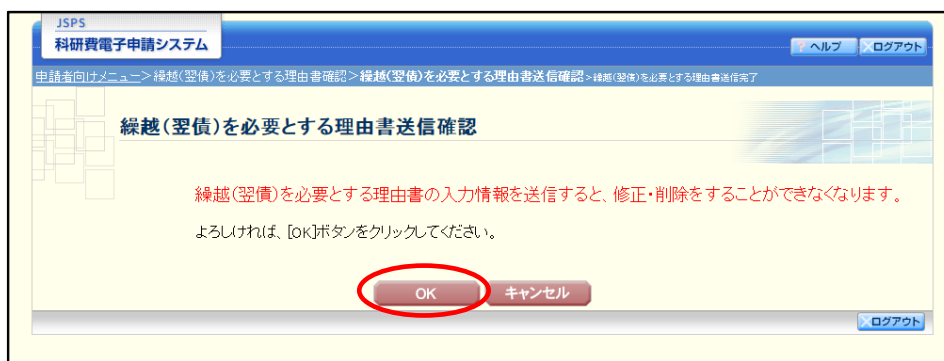 JSPS
科研費電子申請システム
ヘルプ ログアウト
申請者向けメニュー>繰越(翌債)を必要とする理由書確認>繰越(翌債)を必要とする理由書送信確認>繰越(翌債)を必要とする理由書送信完了
繰越(翌債)を必要とする理由書送信確認
繰越(翌債)を必要とする理由書の入力情報を送信すると、修正・削除をすることができなくなります。
よろしければ、[OK]ボタンをクリックしてください。
OK キャンセル
ログアウト